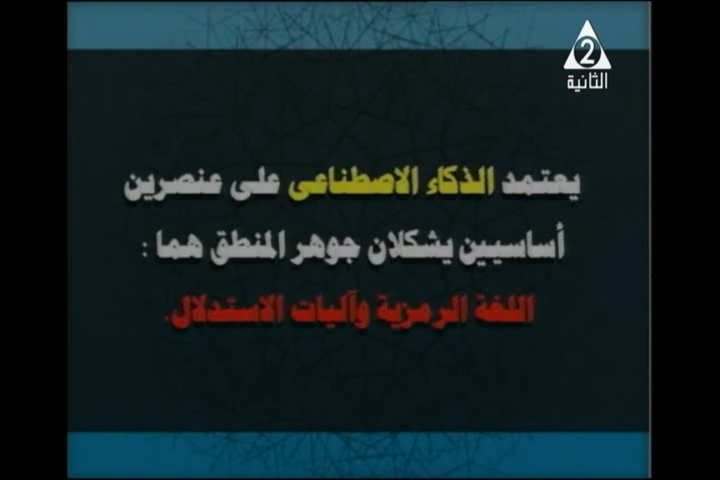 2
الثانية
يعتمد الذكاء الاصطناعى على عنصرين
أساسيين يشكلان جوهر المنطق هما :
اللغة الرمزية وآليات الاستدلال.